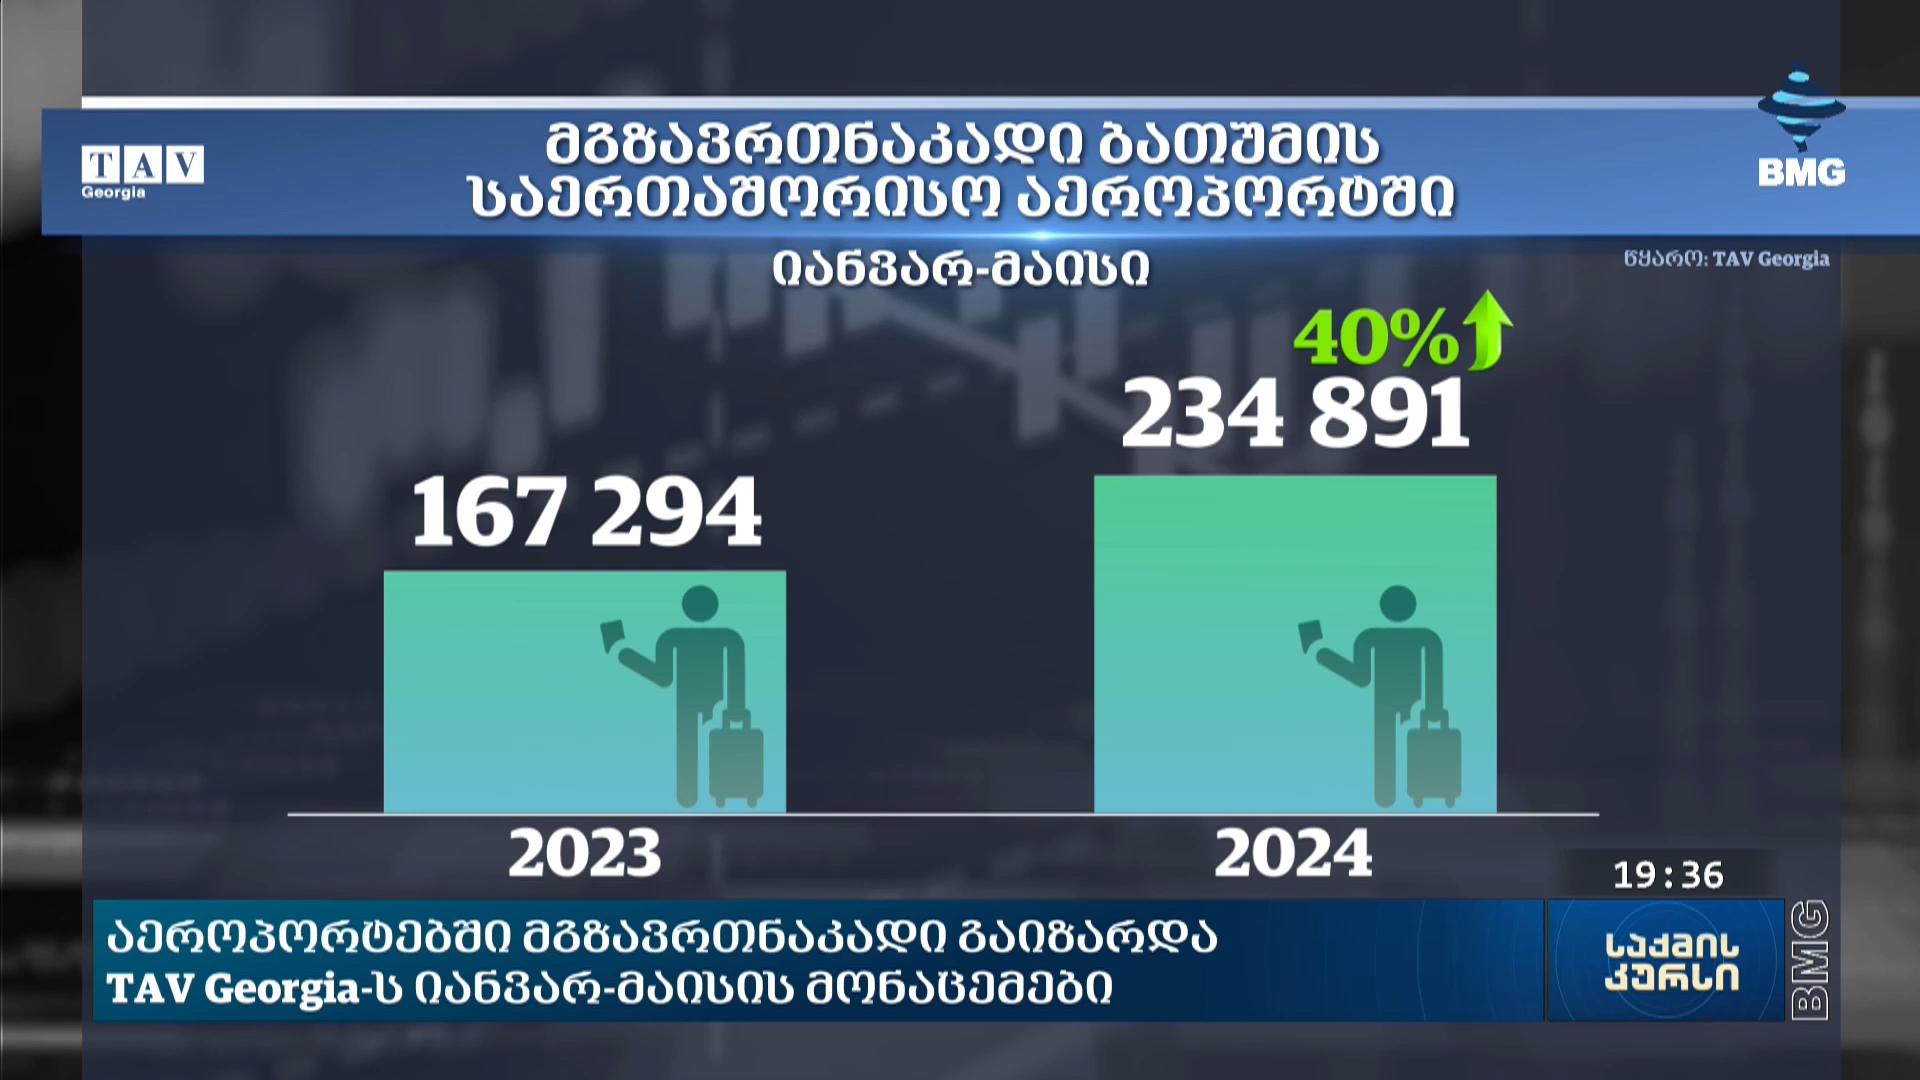 TAV
Georgia
მგზავრთნაკადი ბათუმის
საერთაშორისო აეროპორტში
BMG
იანვარ-მაისი
წყარო: TAV Georgia
40%
234 891
167 294
2023
2024
19:36
აეროპორტებში მგზავრთნაკადი გაიზარდა
TAV Georgia-ს იანვარ-მაისის მონაცემები
საქმის
კურსი
BMG